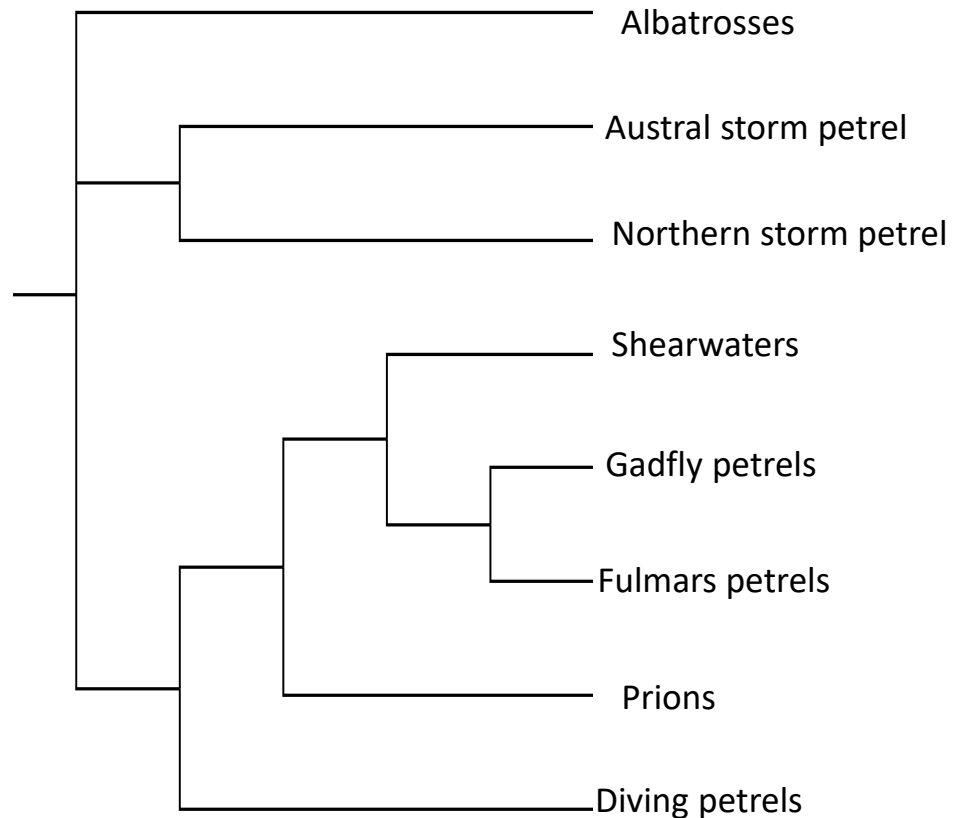 Albatrosses
Austral storm petrel
Northern storm petrel
Shearwaters
Gadfly petrels
Fulmars petrels
Prions
Diving petrels